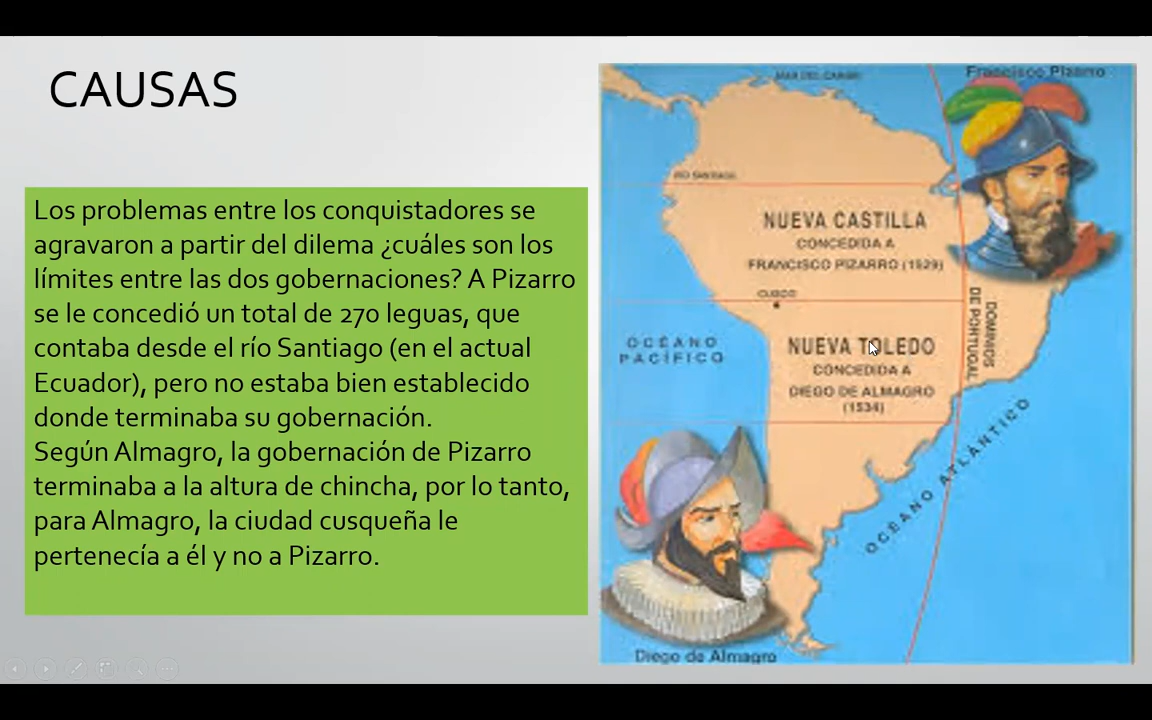 CAUSAS
Los problemas entre los conquistadores se
agravaron a partir del dilema ¿cuáles son los
límites entre las dos gobernaciones? A Pizarro
se le concedió un total de 270 leguas, que
contaba desde el río Santiago (en el actual
Ecuador), pero no estaba bien establecido
donde terminaba su gobernación.
Según Almagro, la gobernación de Pizarro
terminaba a la altura de chincha, por lo tanto,
para Almagro, la ciudad cusqueña le
pertenecía a él y no a Pizarro.
MAR DEL CARIBE
Francisco Pizarro
RIO SANTIAGO
NUEVA CASTILLA
CONCEDIDA A
FRANCISCO PIZARRO (1529)
CUSCO
OCÉANO
PACÍFICO
NUEVA TOLEDO
CONCEDIDA A
DIEGO DE ALMAGRO
(1534)
DOMINIOS
DE PORTUGAL
OCÉANO ATLÁNTICO
Diego de Almagro